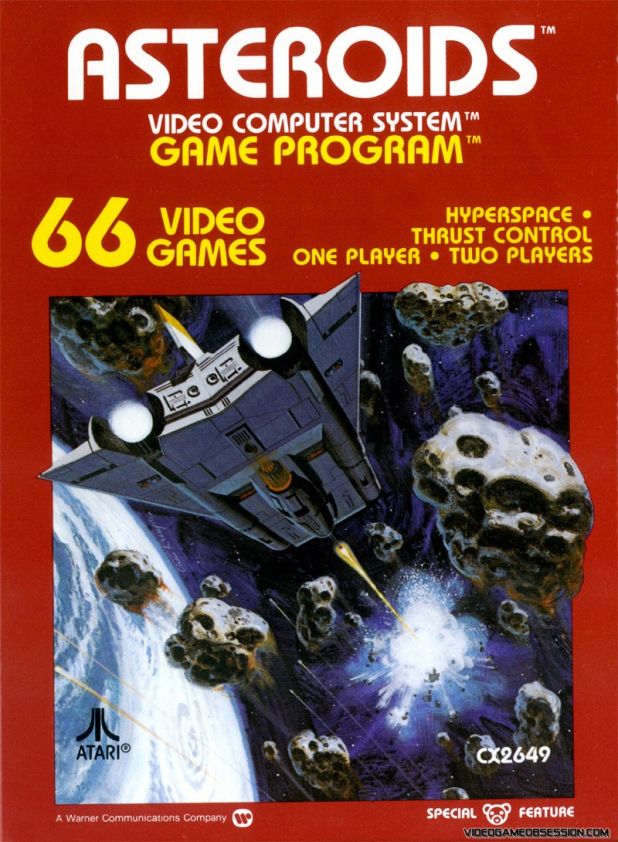 ASTEROIDS™
VIDEO COMPUTER SYSTEM™
GAME PROGRAM™
66 VIDEO GAMES
HYPERSPACE •
THRUST CONTROL
ONE PLAYER • TWO PLAYERS
ATARI®
CX2649
A Warner Communications Company
SPECIAL FEATURE
VIDEOGAMEOBSESSION.COM